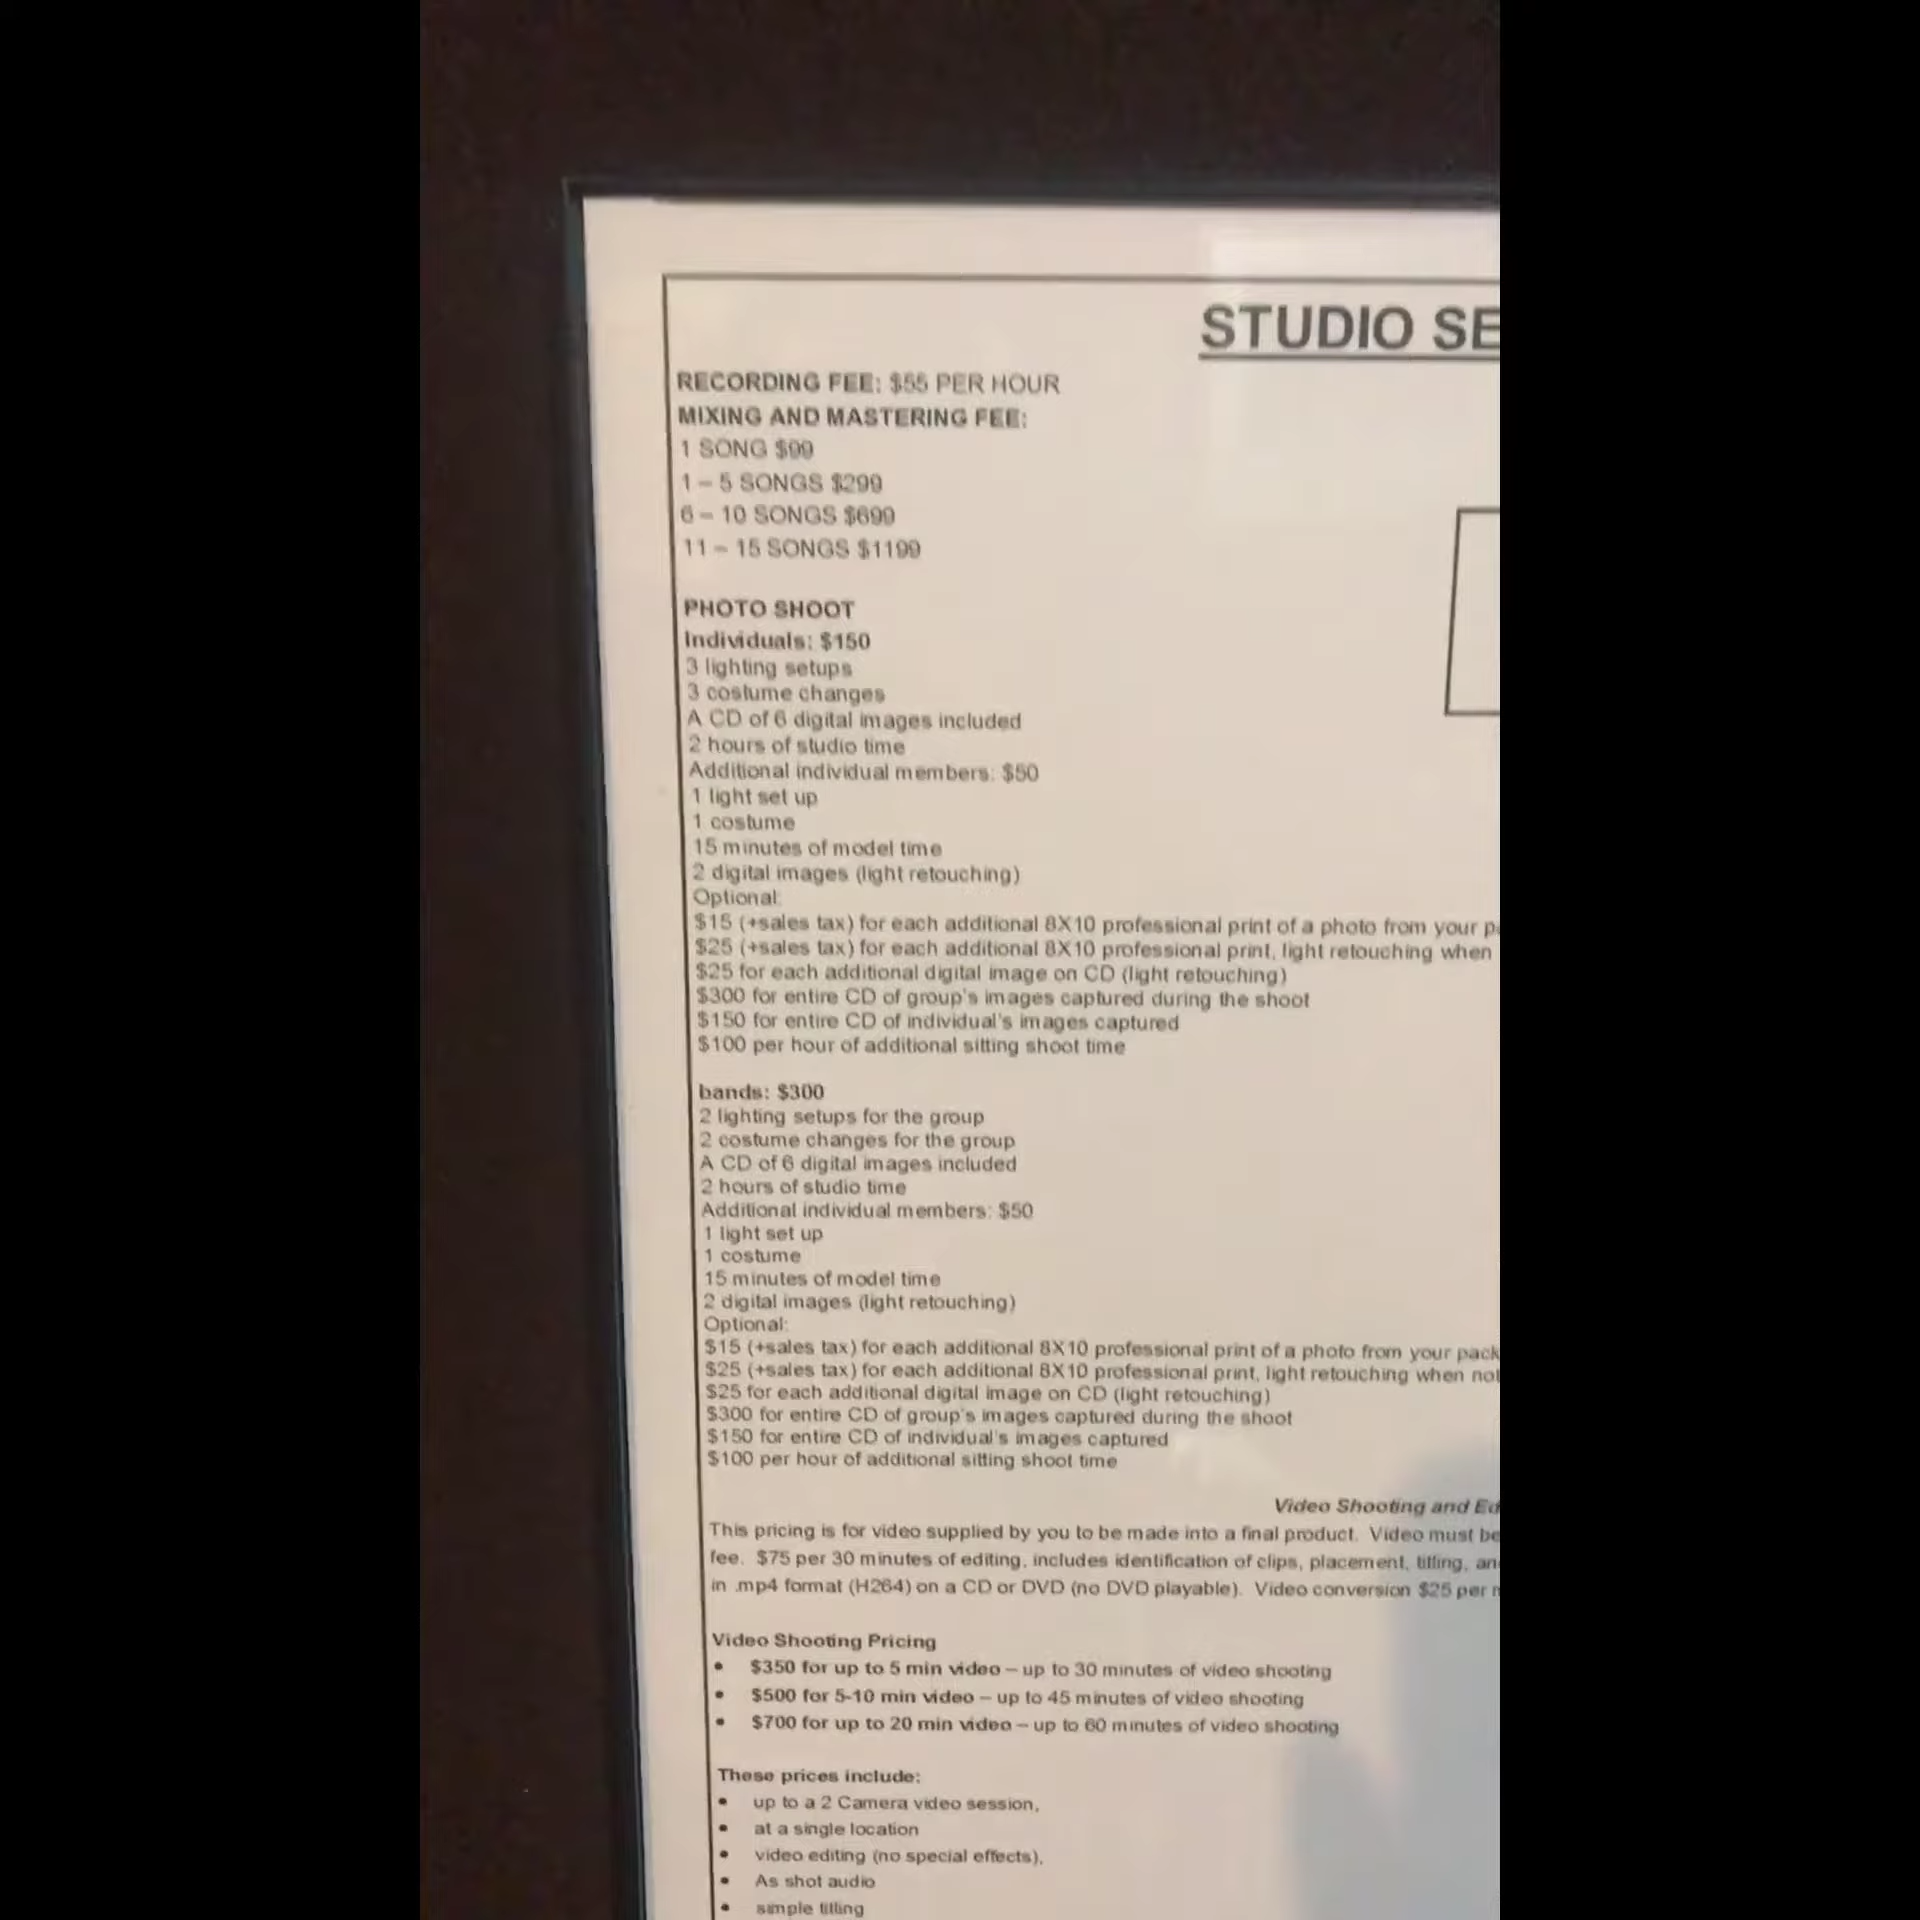 STUDIO SE
RECORDING FEE: $55 PER HOUR
MIXING AND MASTERING FEE:
1 SONG $99
1 – 5 SONGS $299
6 – 10 SONGS $699
11 – 15 SONGS $1199
PHOTO SHOOT
Individuals: $150
3 lighting setups
3 costume changes
A CD of 6 digital images included
2 hours of studio time
Additional individual members: $50
1 light set up
1 costume
15 minutes of model time
2 digital images (light retouching)
Optional:
$15 (+sales tax) for each additional 8X10 professional print of a photo from your
$25 (+sales tax) for each additional 8X10 professional print, light retouching when
$25 for each additional digital image on CD (light retouching)
$300 for entire CD of group's images captured during the shoot
$150 for entire CD of individual's images captured
$100 per hour of additional sitting shoot time
bands: $300
2 lighting setups for the group
2 costume changes for the group
A CD of 6 digital images included
2 hours of studio time
Additional individual members: $50
1 light set up
1 costume
15 minutes of model time
2 digital images (light retouching)
Optional:
$15 (+sales tax) for each additional 8X10 professional print of a photo from your pack
$25 (+sales tax) for each additional 8X10 professional print, light retouching when not
$25 for each additional digital image on CD (light retouching)
$300 for entire CD of group's images captured during the shoot
$150 for entire CD of individual's images captured
$100 per hour of additional sitting shoot time
Video Shooting and Ed
This pricing is for video supplied by you to be made into a final product. Video must be
fee. $75 per 30 minutes of editing, includes identification of clips, placement, titling, an
in .mp4 format (H264) on a CD or DVD (no DVD playable). Video conversion $25 per
Video Shooting Pricing
• $350 for up to 5 min video – up to 30 minutes of video shooting
• $500 for 5-10 min video – up to 45 minutes of video shooting
• $700 for up to 20 min video – up to 60 minutes of video shooting
These prices include:
• up to a 2 Camera video session,
• at a single location
• video editing (no special effects),
• As shot audio
• simple titling